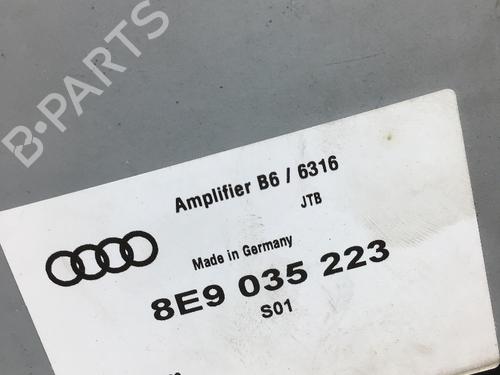 B-PARTS
Amplifier B6 / 6316
JTB
Made in Germany
8E9 035 223
S01